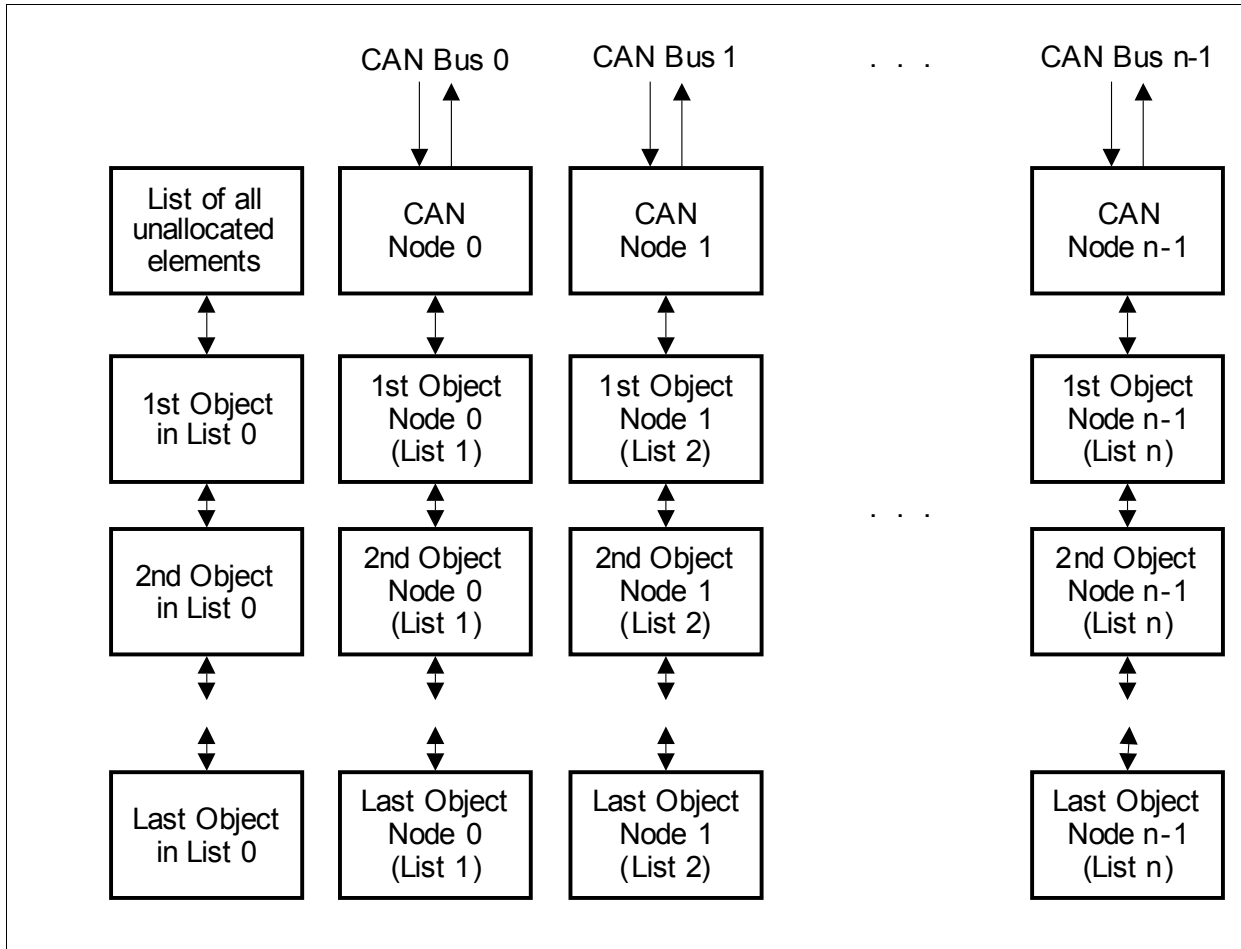 CAN Bus 0
CAN Bus 1
. . .
CAN Bus n-1
List of all
unallocated
elements
CAN
Node 0
CAN
Node 1
CAN
Node n-1
1st Object
in List 0
1st Object
Node 0
(List 1)
1st Object
Node 1
(List 2)
1st Object
Node n-1
(List n)
. . .
2nd Object
in List 0
2nd Object
Node 0
(List 1)
2nd Object
Node 1
(List 2)
2nd Object
Node n-1
(List n)
Last Object
in List 0
Last Object
Node 0
(List 1)
Last Object
Node 1
(List 2)
Last Object
Node n-1
(List n)